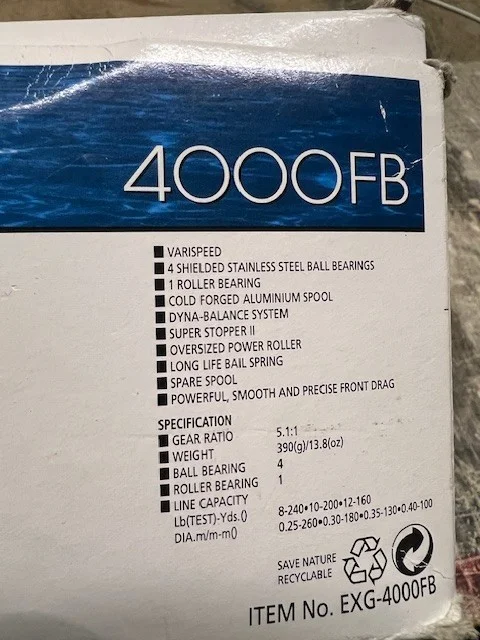 4000FB
VARISPEED
4 SHIELDED STAINLESS STEEL BALL BEARINGS
1 ROLLER BEARING
COLD FORGED ALUMINIUM SPOOL
DYNA-BALANCE SYSTEM
SUPER STOPPER II
OVERSIZED POWER ROLLER
LONG LIFE BAIL SPRING
SPARE SPOOL
POWERFUL, SMOOTH AND PRECISE FRONT DRAG
SPECIFICATION
GEAR RATIO 5.1:1
WEIGHT 390(g)/13.8(oz)
BALL BEARING 4
ROLLER BEARING 1
LINE CAPACITY
Lb(TEST)-Yds.() 8-240•10-200•12-160
DIA.m/m-m() 0.25-260•0.30-180•0.35-130•0.40-100
SAVE NATURE
RECYCLABLE
ITEM No. EXG-4000FB